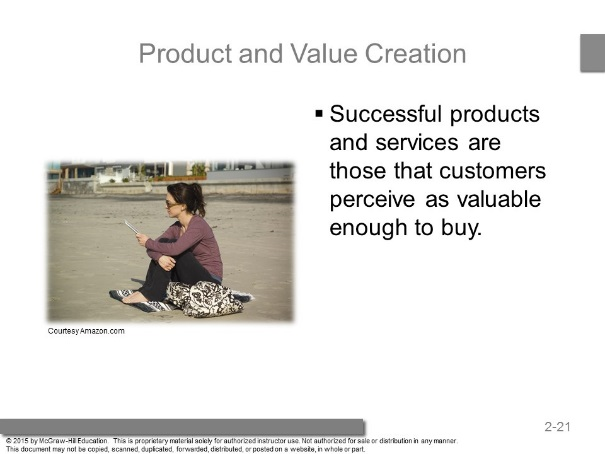 Product and Value Creation
▪ Successful products
and services are
those that customers
perceive as valuable
enough to buy.
Courtesy Amazon.com
2-21
© 2015 by McGraw-Hill Education. This is proprietary material solely for authorized instructor use. Not authorized for sale or distribution in any manner.
This document may not be copied, scanned, duplicated, forwarded, distributed, or posted on a website, in whole or part.